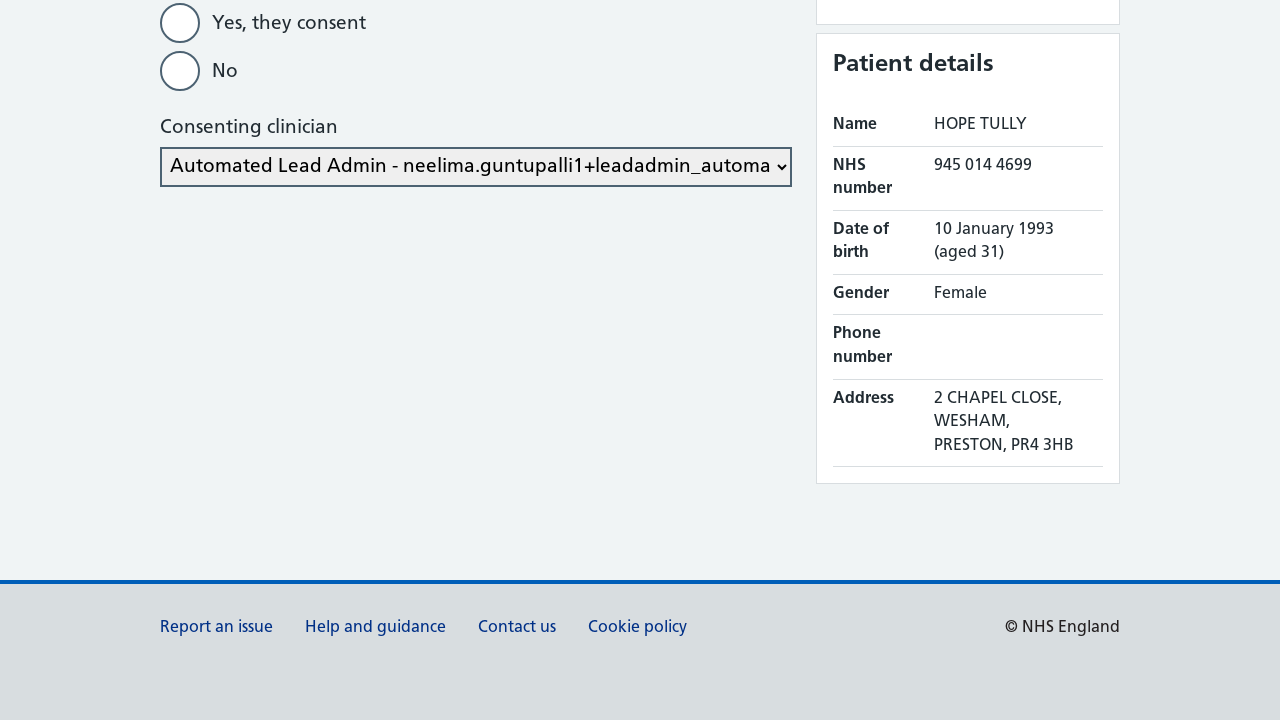 Yes, they consent
No
Consenting clinician
Automated Lead Admin - neelima.guntupalli1+leadadmin_automa
Patient details
Name HOPE TULLY
NHS number 945 014 4699
Date of birth 10 January 1993 (aged 31)
Gender Female
Phone number
Address 2 CHAPEL CLOSE,
WESHAM,
PRESTON, PR4 3HB
Report an issue Help and guidance Contact us Cookie policy © NHS England